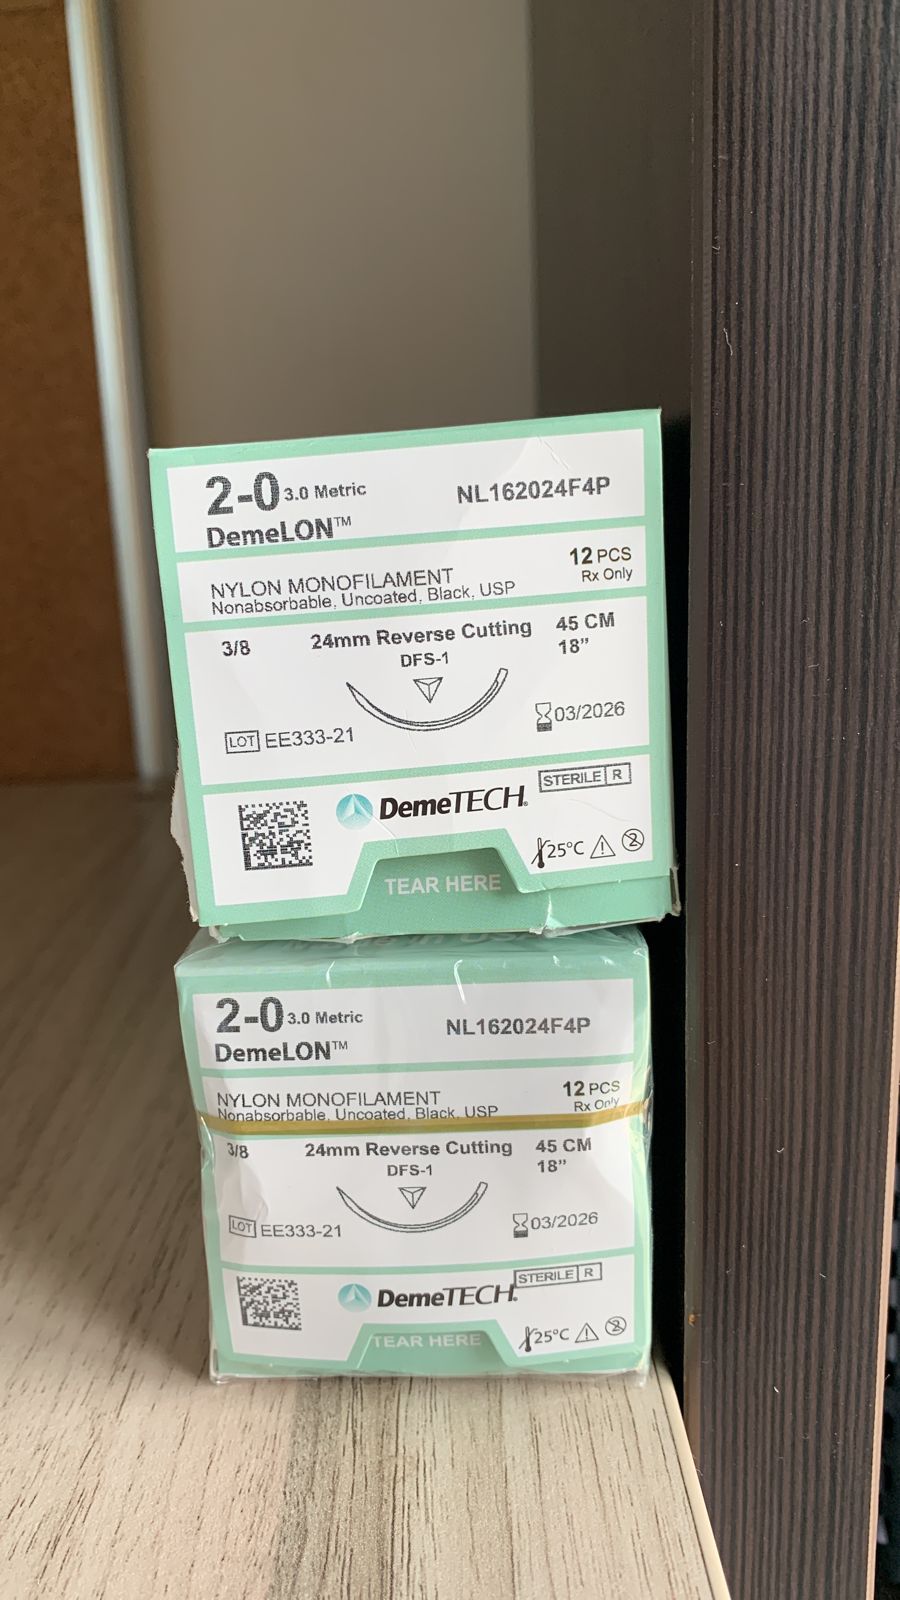 2-0 3.0 Metric NL162024F4P
DemeLON™
NYLON MONOFILAMENT 12 PCS
Nonabsorbable, Uncoated, Black, USP Rx Only
3/8 24mm Reverse Cutting 45 CM
DFS-1 18”
03/2026
LOT EE333-21
STERILE R
DemeTECH®
25°C 2
TEAR HERE
2-0 3.0 Metric NL162024F4P
DemeLON™
NYLON MONOFILAMENT 12 PCS
Nonabsorbable, Uncoated, Black, USP Rx Only
3/8 24mm Reverse Cutting 45 CM
DFS-1 18”
LOT EE333-21 03/2026
STERILE R
DemeTECH®
TEAR HERE 25°C 2